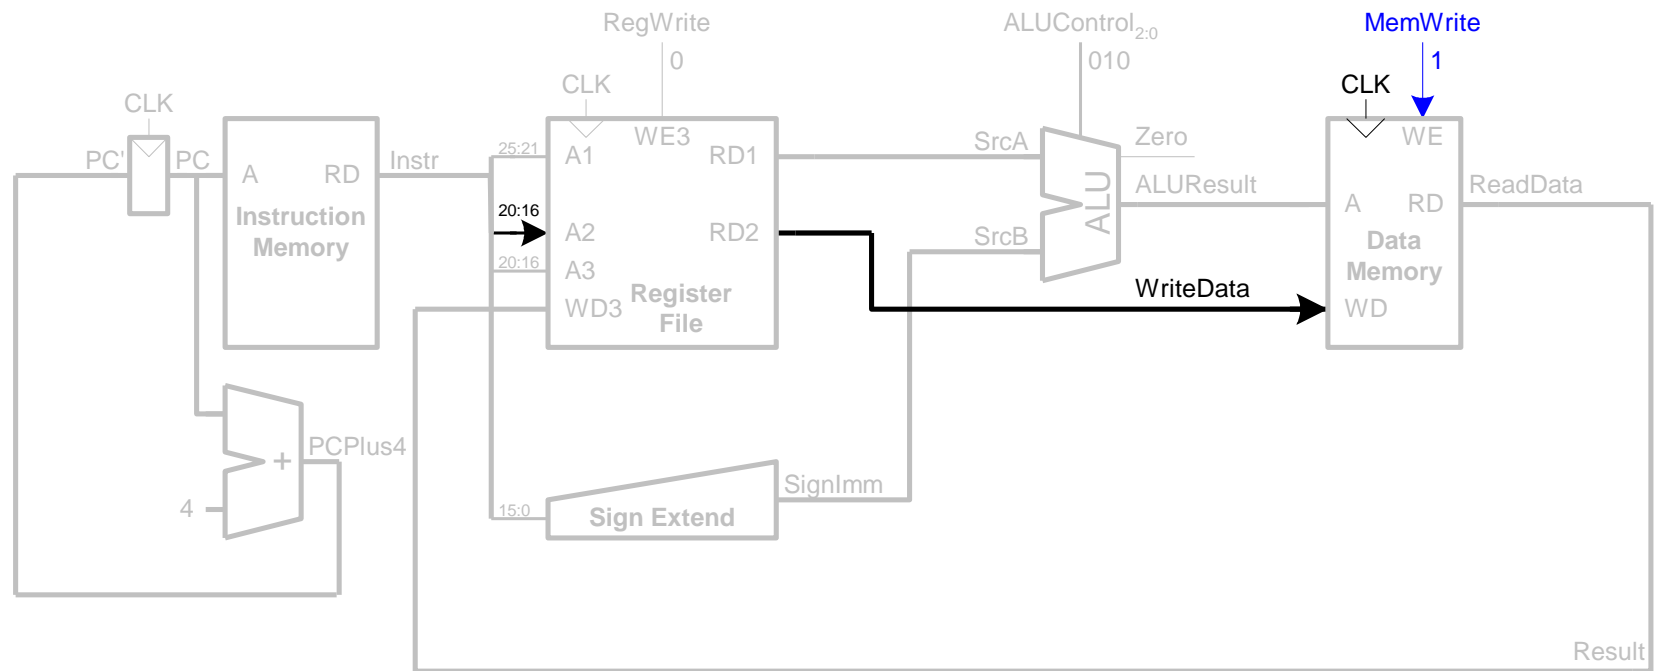 RegWrite
0
ALUControl2:0
010
MemWrite
1
CLK
CLK
CLK
PC'
PC
A
RD
Instruction
Memory
Instr
25:21
20:16
20:16
15:0
A1
WE3
RD1
A2
RD2
A3
WD3
Register
File
SrcA
SrcB
ALU
Zero
ALUResult
WriteData
WE
A
RD
Data
Memory
WD
ReadData
+
PCPlus4
4
Sign Extend
SignImm
Result